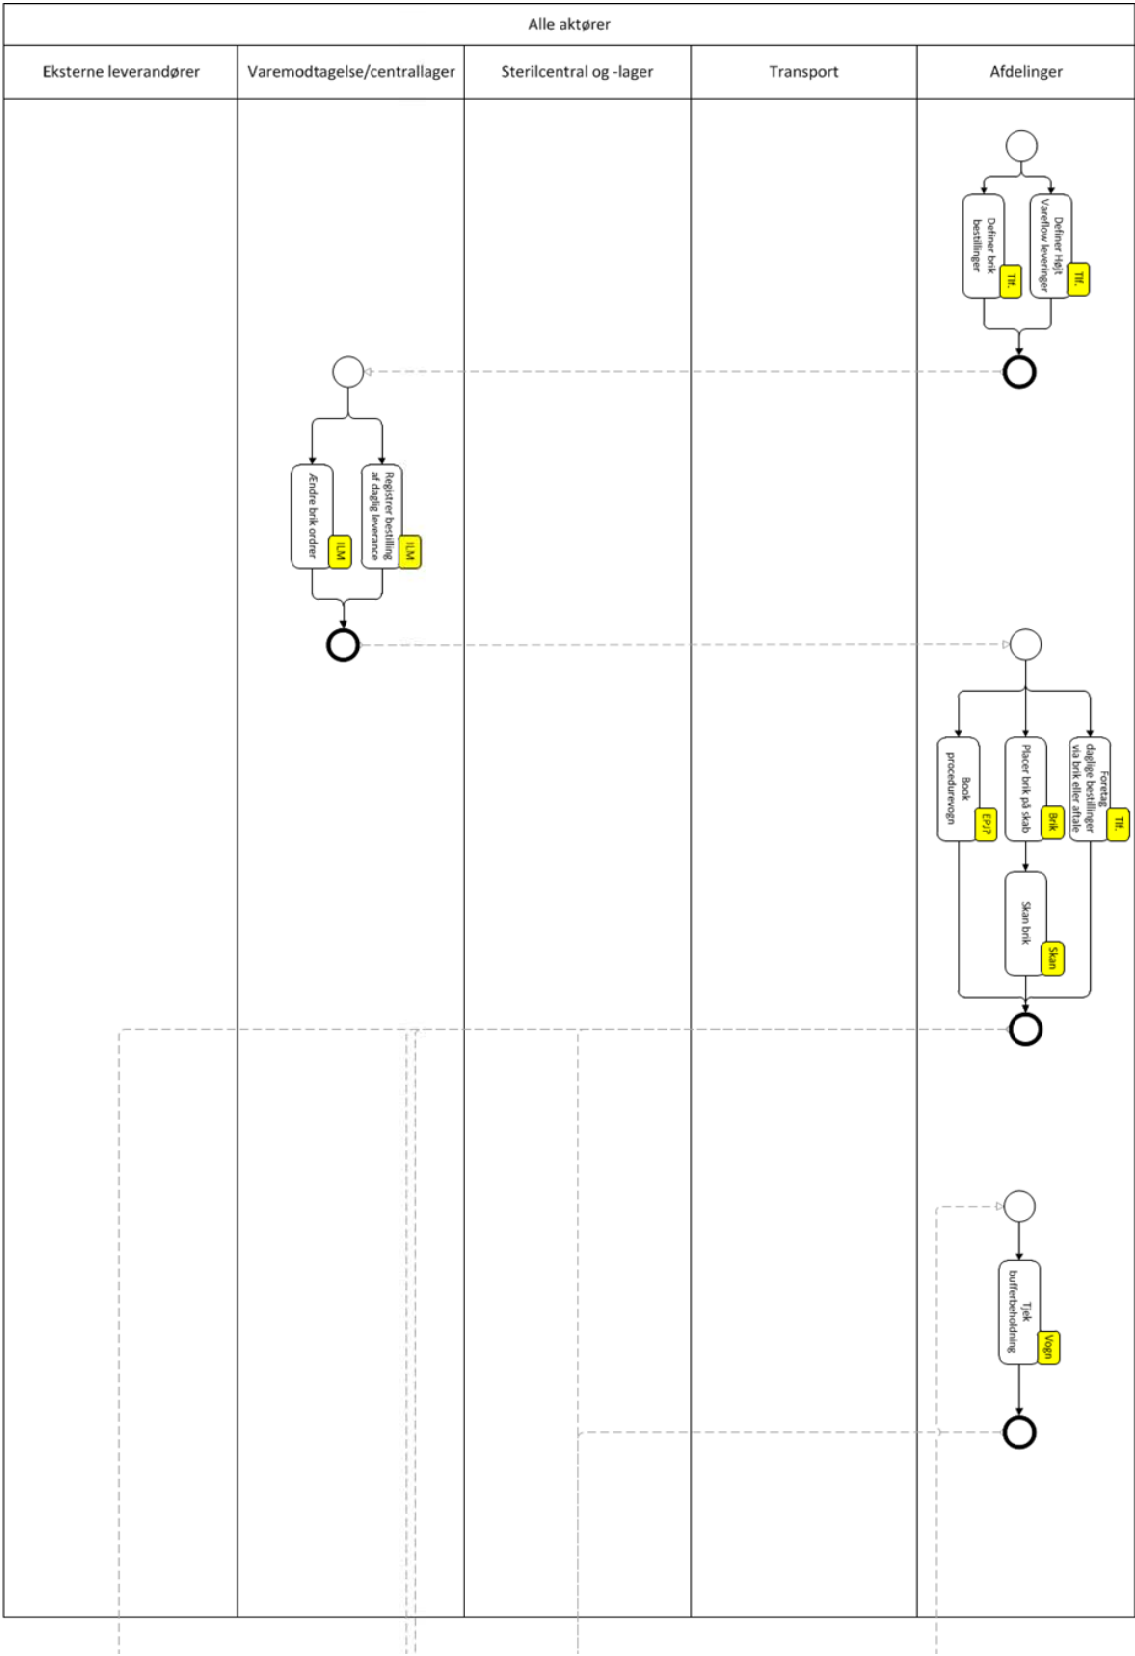 Alle aktører
Eksterne leverandører
Varemodtagelse/centrallager
Sterilcentral og -lager
Transport
Afdelinger
Definer Højt
Vareflow leveringer
Tlf.
Definer brik
bestillinger
Tlf.
Registrer bestilling
af daglig leverance
ILM
Ændre brik ordrer
ILM
Foretag
daglige bestillinger
via brik eller aftale
Tlf.
Placer brik på skab
Brik
Book
procedurevogn
EPJ?
Skan brik
Skan
Tjek
bufferbeholdning
Vogn